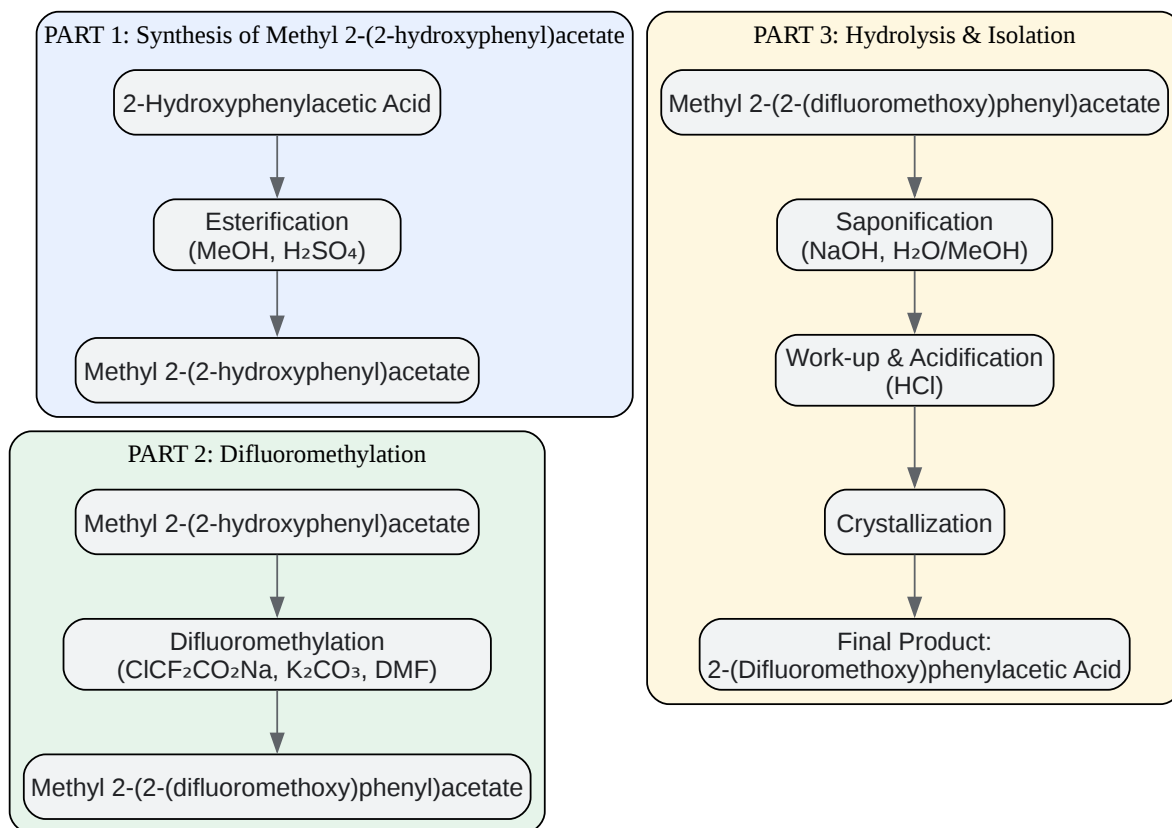 PART 1: Synthesis of Methyl 2-(2-hydroxyphenyl)acetate
2-Hydroxyphenylacetic Acid
Esterification
(MeOH, H₂SO₄)
Methyl 2-(2-hydroxyphenyl)acetate
PART 2: Difluoromethylation
Methyl 2-(2-hydroxyphenyl)acetate
Difluoromethylation
(ClCF₂CO₂Na, K₂CO₃, DMF)
Methyl 2-(2-(difluoromethoxy)phenyl)acetate
PART 3: Hydrolysis & Isolation
Methyl 2-(2-(difluoromethoxy)phenyl)acetate
Saponification
(NaOH, H₂O/MeOH)
Work-up & Acidification
(HCl)
Crystallization
Final Product:
2-(Difluoromethoxy)phenylacetic Acid